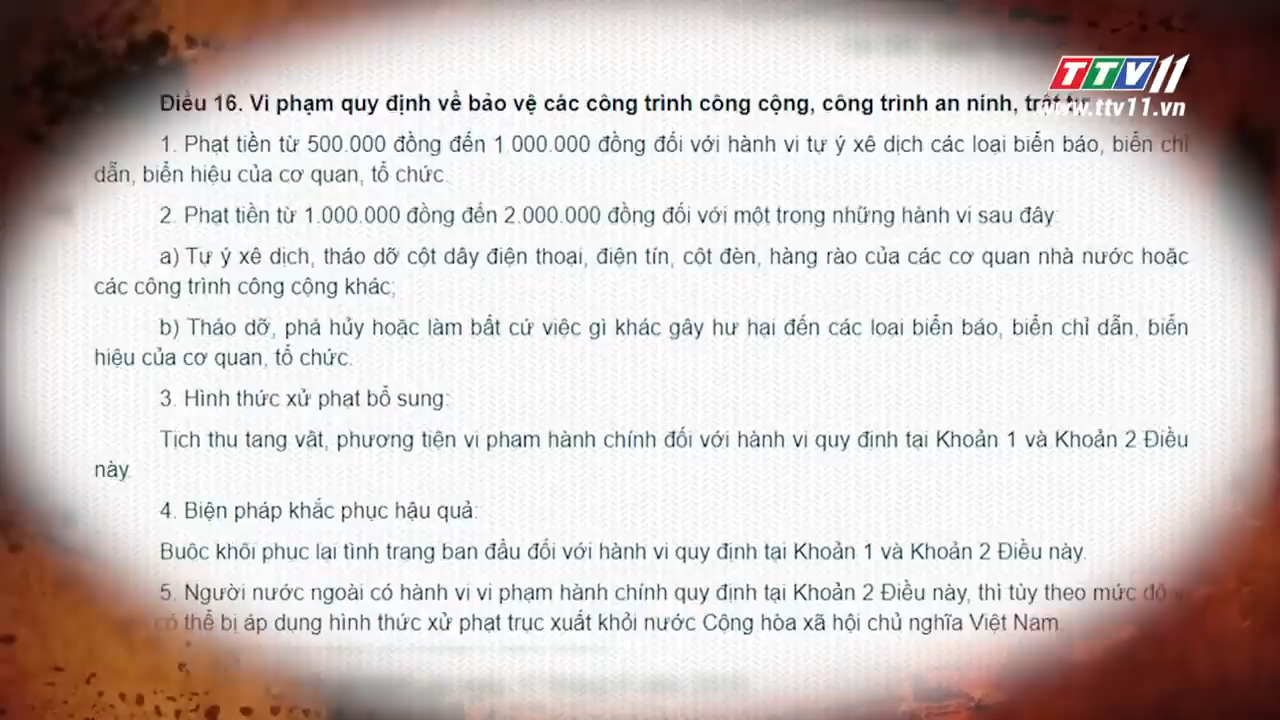 TTV11
www.ttv11.vn
Điều 16. Vi phạm quy định về bảo vệ các công trình công cộng, công trình an ninh, trật tự
1. Phạt tiền từ 500.000 đồng đến 1.000.000 đồng đối với hành vi tự ý xê dịch các loại biển báo, biển chỉ
dẫn, biển hiệu của cơ quan, tổ chức.
2. Phạt tiền từ 1.000.000 đồng đến 2.000.000 đồng đối với một trong những hành vi sau đây:
a) Tự ý xê dịch, tháo dỡ cột dây điện thoại, điện tín, cột đèn, hàng rào của các cơ quan nhà nước hoặc
các công trình công cộng khác;
b) Tháo dỡ, phá hủy hoặc làm bất cứ việc gì khác gây hư hại đến các loại biển báo, biển chỉ dẫn, biển
hiệu của cơ quan, tổ chức.
3. Hình thức xử phạt bổ sung:
Tịch thu tang vật, phương tiện vi phạm hành chính đối với hành vi quy định tại Khoản 1 và Khoản 2 Điều
này.
4. Biện pháp khắc phục hậu quả:
Buộc khôi phục lại tình trạng ban đầu đối với hành vi quy định tại Khoản 1 và Khoản 2 Điều này.
5. Người nước ngoài có hành vi vi phạm hành chính quy định tại Khoản 2 Điều này, thì tùy theo mức độ
có thể bị áp dụng hình thức xử phạt trục xuất khỏi nước Cộng hòa xã hội chủ nghĩa Việt Nam.